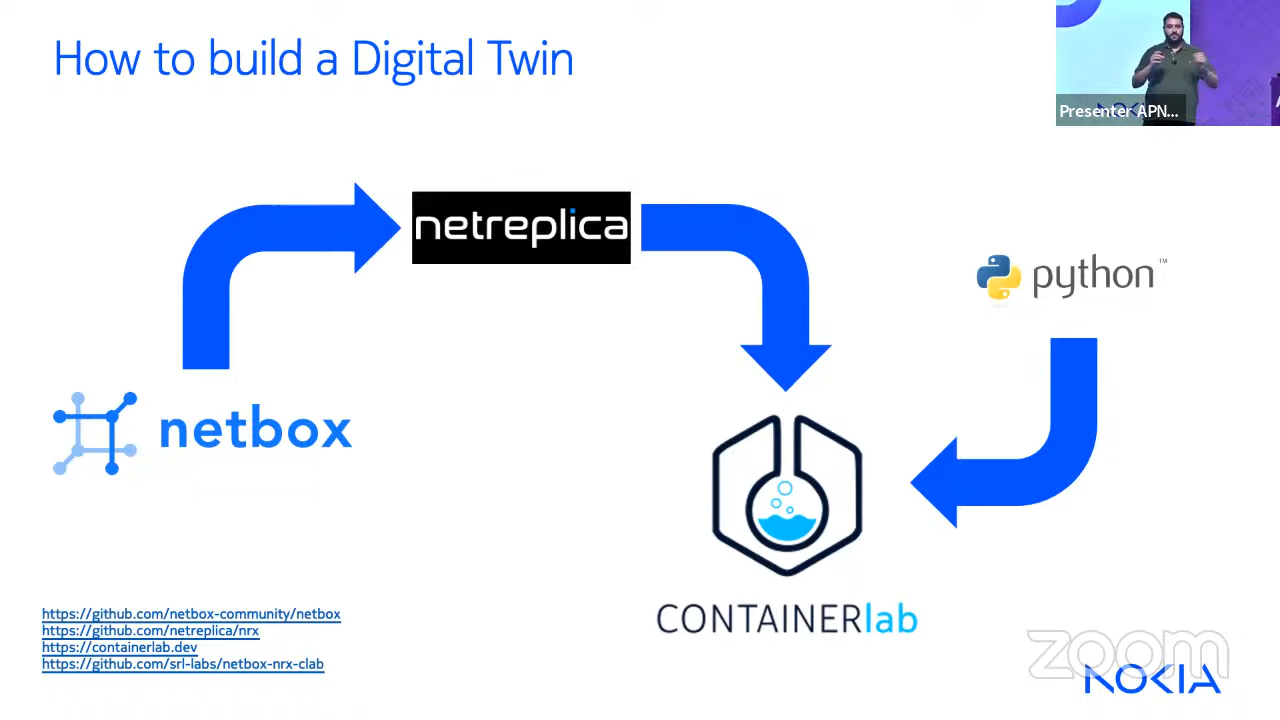 How to build a Digital Twin
Presenter APN...
netreplica
python™
netbox
CONTAINERlab
https://github.com/netbox-community/netbox
https://github.com/netreplica/nrx
https://containerlab.dev
https://github.com/srl-labs/netbox-nrx-clab
zoom
NOKIA